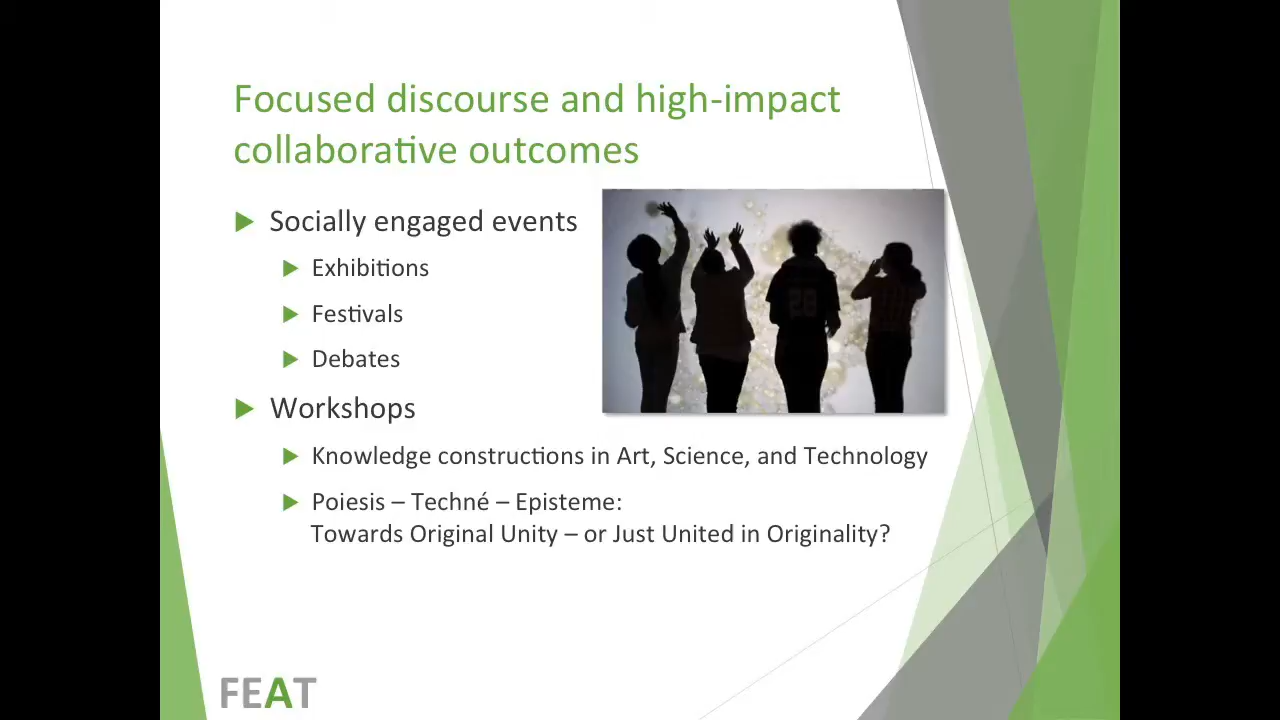 Focused discourse and high-impact
collaborative outcomes
Socially engaged events
Exhibitions
Festivals
Debates
Workshops
Knowledge constructions in Art, Science, and Technology
Poiesis – Techné – Episteme:
Towards Original Unity – or Just United in Originality?
28
FEAT